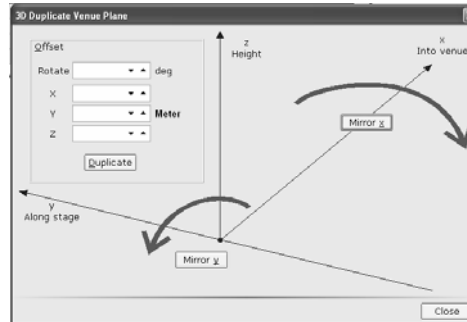 3D Duplicate Venue Plane
Offset
Rotate deg
X
Y Meter
Z
Duplicate
z
Height
x
Into venue
Mirror x
y
Along stage
Mirror y
Close